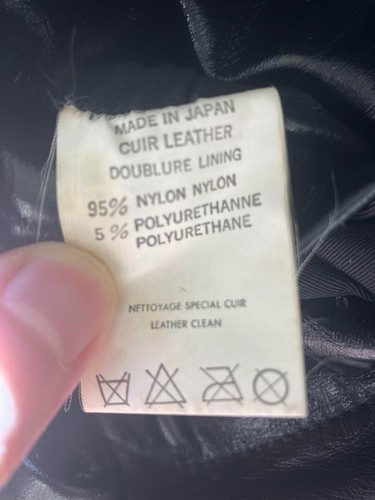 MADE IN JAPAN
CUIR LEATHER
DOUBLURE LINING
95% NYLON NYLON
5 % POLYURETHANNE
POLYURETHANE
NETTOYAGE SPECIAL CUIR
LEATHER CLEAN